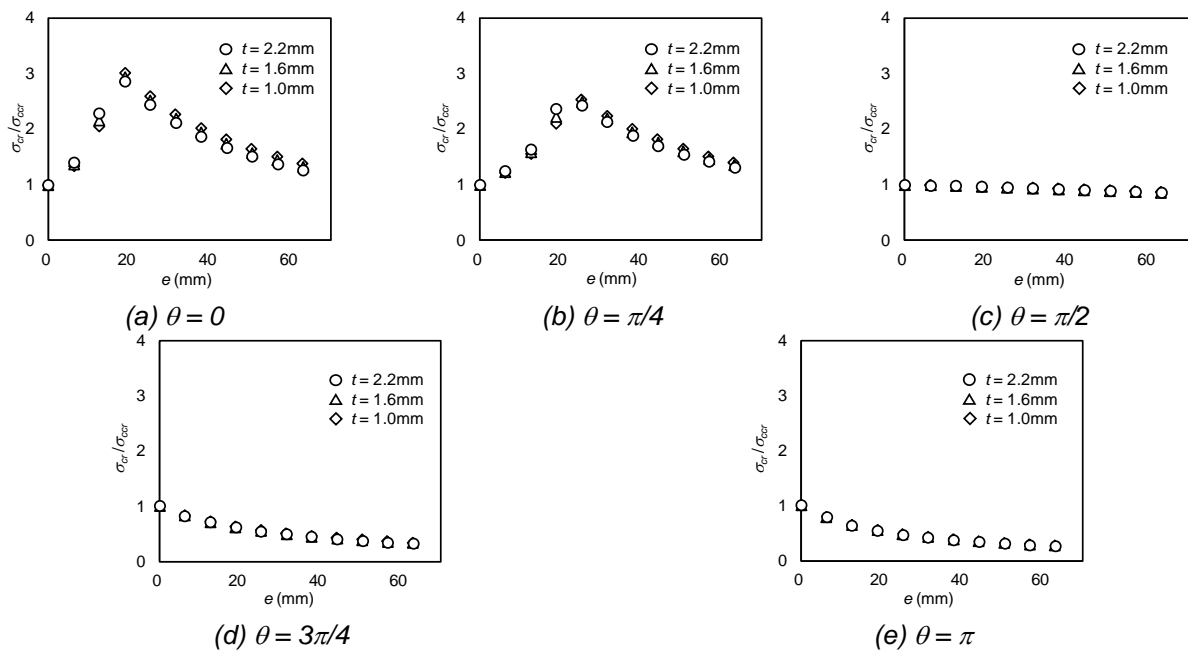 4
3
2
1
0
σcr/σccr
t = 2.2mm
t = 1.6mm
t = 1.0mm
0 20 40 60
e (mm)
(a) θ = 0
4
3
2
1
0
σcr/σccr
t = 2.2mm
t = 1.6mm
t = 1.0mm
0 20 40 60
e (mm)
(b) θ = π/4
4
3
2
1
0
σcr/σccr
t = 2.2mm
t = 1.6mm
t = 1.0mm
0 20 40 60
e (mm)
(c) θ = π/2
4
3
2
1
0
σcr/σccr
t = 2.2mm
t = 1.6mm
t = 1.0mm
0 20 40 60
e (mm)
(d) θ = 3π/4
4
3
2
1
0
σcr/σccr
t = 2.2mm
t = 1.6mm
t = 1.0mm
0 20 40 60
e (mm)
(e) θ = π